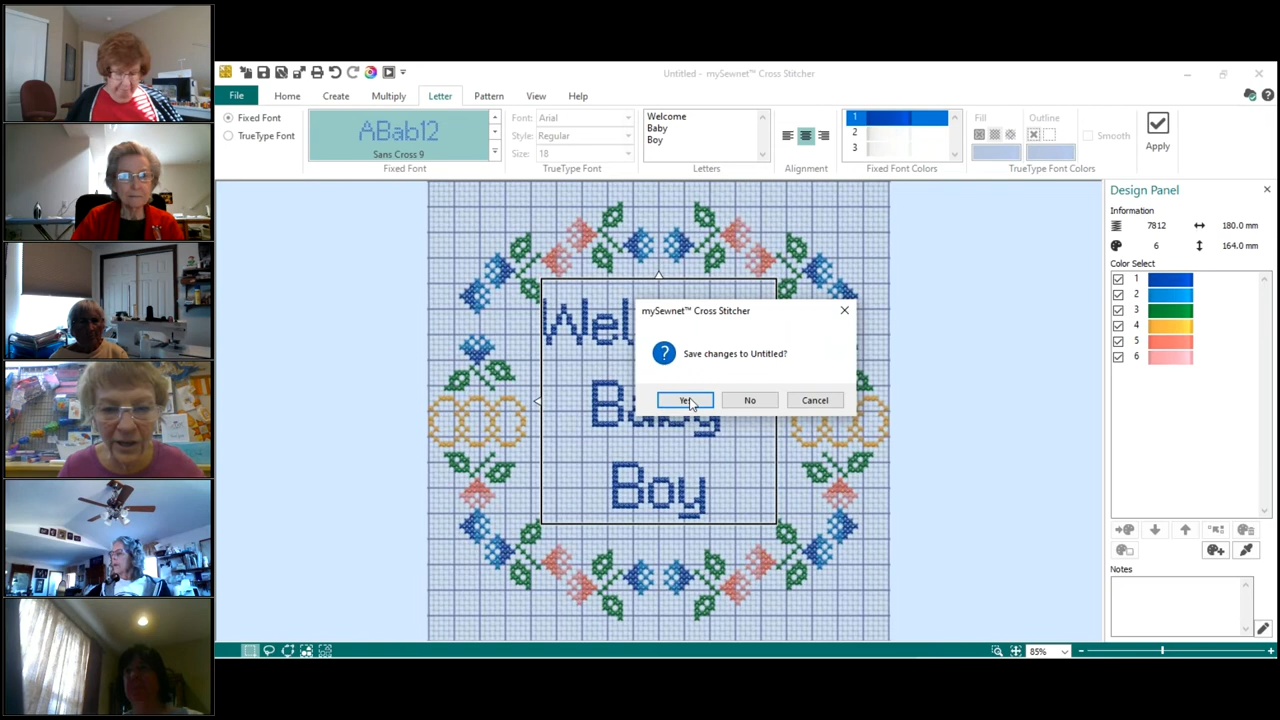 Untitled - mySewnet™ Cross Stitcher
File Home Create Multiply Letter Pattern View Help
Fixed Font
TrueType Font
ABab12
Sans Cross 9
Fixed Font
Font: Arial
Style: Regular
Size: 18
TrueType Font
Welcome
Baby
Boy
Letters
Alignment
1
2
3
Fixed Font Colors
Fill Outline
Smooth
TrueType Font Colors
Apply
Design Panel
Information
7812 180.0 mm
6 164.0 mm
Color Select
1
2
3
4
5
6
Notes
Wel
Baby
Boy
mySewnet™ Cross Stitcher
Save changes to Untitled?
Yes No Cancel
85%